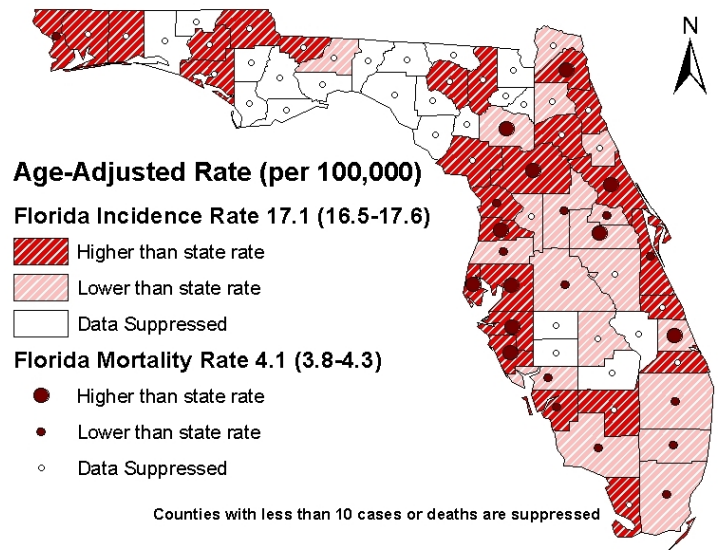 N
Age-Adjusted Rate (per 100,000)
Florida Incidence Rate 17.1 (16.5-17.6)
Higher than state rate
Lower than state rate
Data Suppressed
Florida Mortality Rate 4.1 (3.8-4.3)
Higher than state rate
Lower than state rate
Data Suppressed
Counties with less than 10 cases or deaths are suppressed